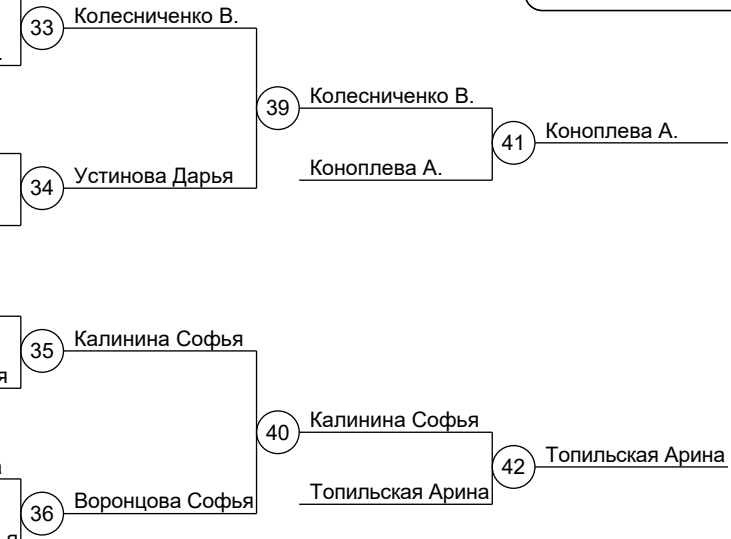 33 Колесниченко В.
39 Колесниченко В.
41 Коноплева А.
34 Устинова Дарья
Коноплева А.
35 Калинина Софья
40 Калинина Софья
42 Топильская Арина
36 Воронцова Софья
Топильская Арина